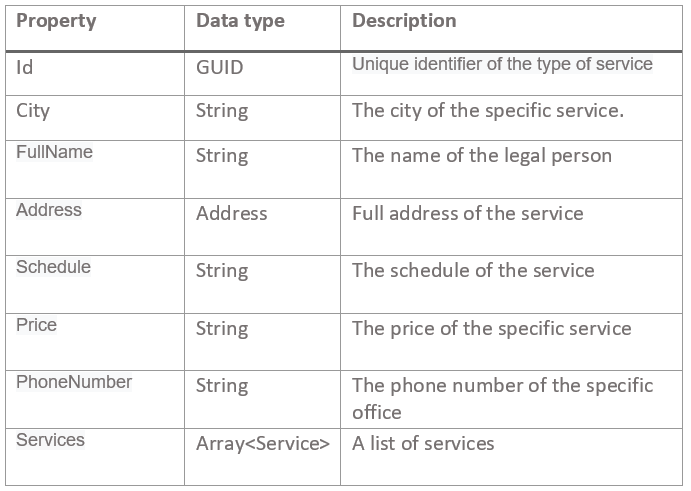 Property Data type Description
Id GUID Unique identifier of the type of service
City String The city of the specific service.
FullName String The name of the legal person
Address Address Full address of the service
Schedule String The schedule of the service
Price String The price of the specific service
PhoneNumber String The phone number of the specific
office
Services Array<Service> A list of services